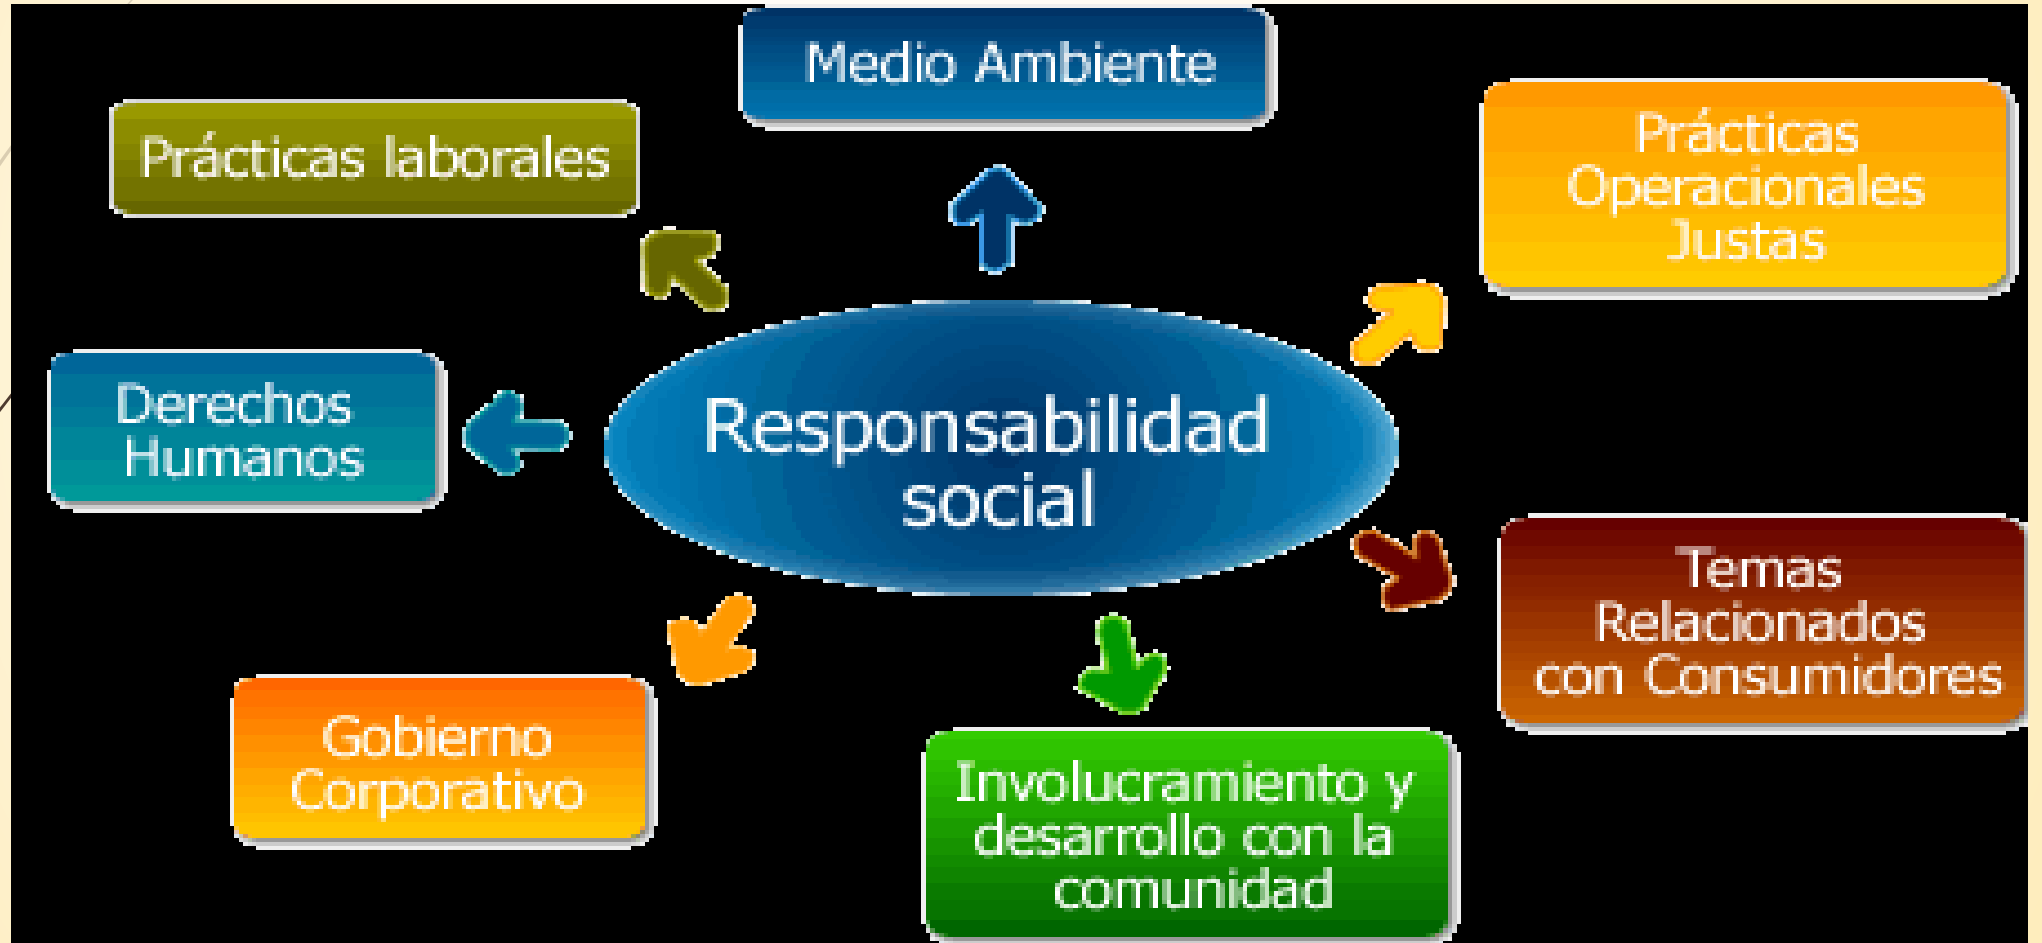 Medio Ambiente
Prácticas laborales
Prácticas
Operacionales
Justas
Derechos
Humanos
Responsabilidad
social
Temas
Relacionados
con Consumidores
Gobierno
Corporativo
Involucramiento y
desarrollo con la
comunidad